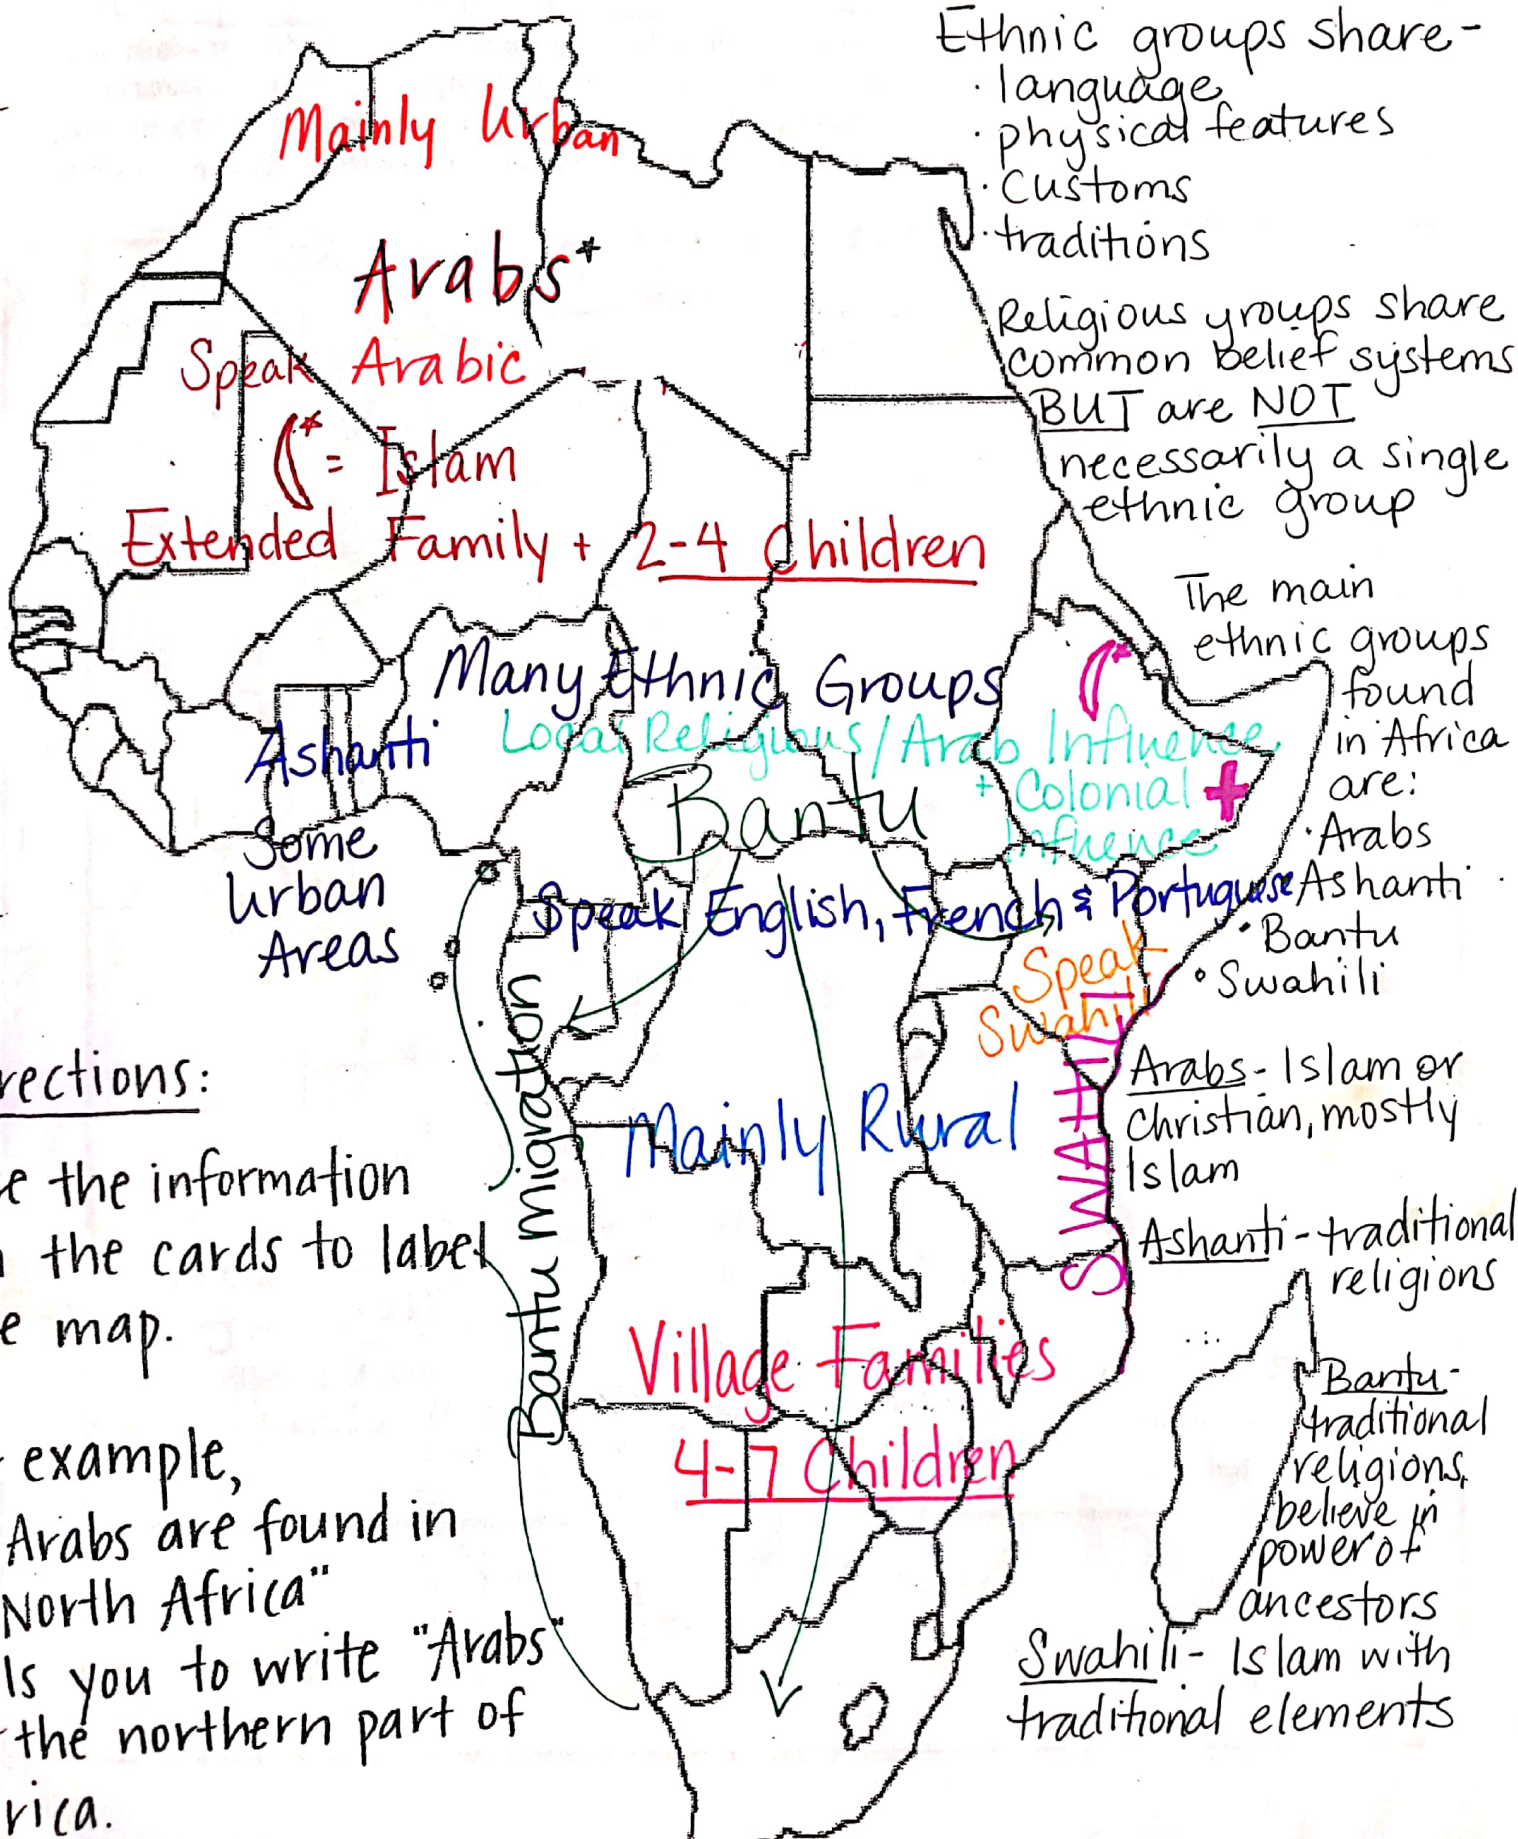 Ethnic groups share-
· language
· physical features
· Customs
· traditions
Religious groups share
common belief systems
BUT are NOT
necessarily a single
ethnic group
The main
ethnic groups
found
in Africa
are:
· Arabs
Ashanti ·
· Bantu
· Swahili
Arabs- Islam or
Christian, mostly
Islam
Ashanti - traditional
religions
Bantu-
traditional
religions,
believe in
power of
ancestors
Swahili- Islam with
traditional elements
Mainly Urban
Arabs*
Speak Arabic
= Islam
Extended Family + 2-4 Children
Many Ethnic Groups
Local Religious/Arab Influence
+ Colonial
Influence
Ashanti
Bantu
Some
Urban
Areas
Speak English, French & Portuguese
Speak
Swahili
SWAHILI
Bantu migration
Mainly Rural
Village Families
4-7 Children
rections:
e the information
the cards to label
e map.
example,
Arabs are found in
North Africa"
ls you to write "Arabs"
the northern part of
rica.